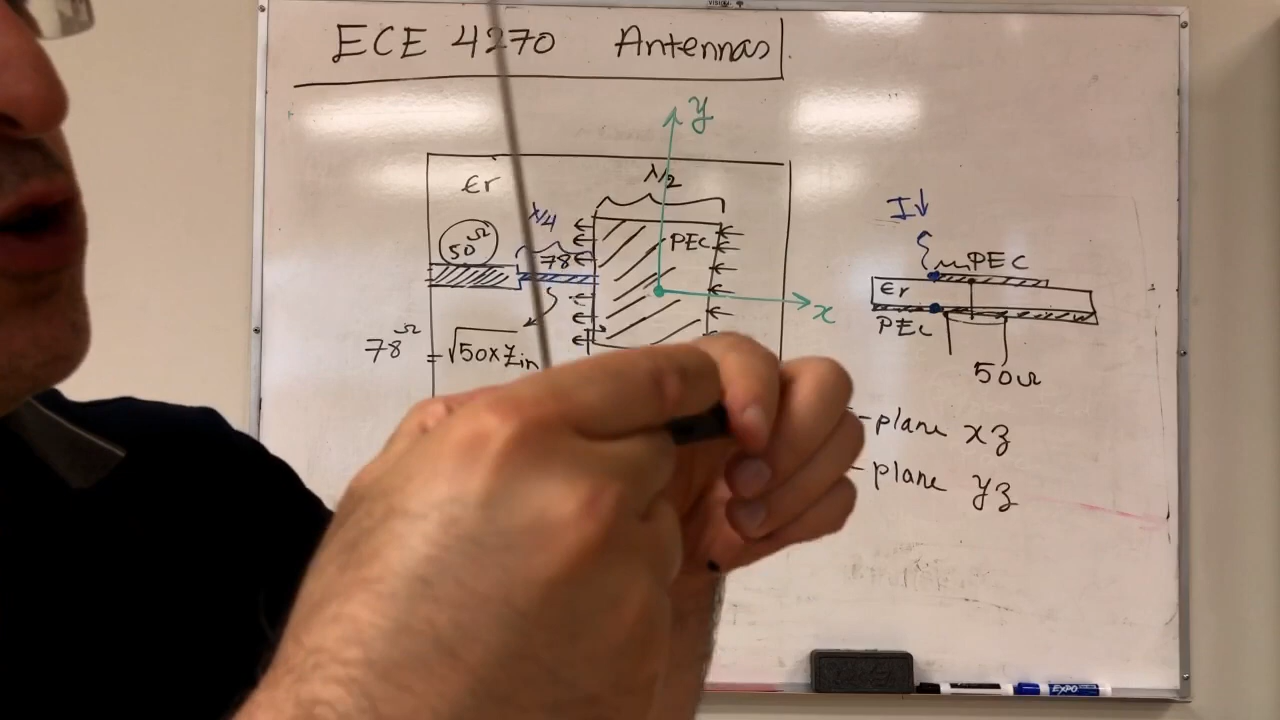 ECE 4270 Antennas
y
λ/2
εr
λ/4
50Ω
78
PEC
x
78Ω = √50×Zin
I↓
PEC
εr
PEC
50Ω
-plane xz
-plane yz
EXPO